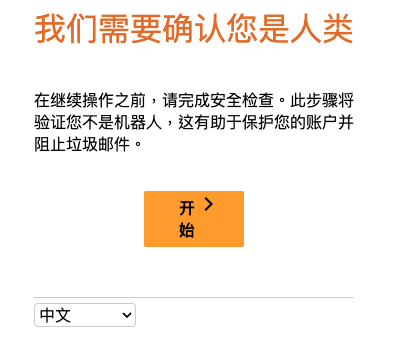 我们需要确认您是人类
在继续操作之前，请完成安全检查。此步骤将
验证您不是机器人，这有助于保护您的账户并
阻止垃圾邮件。
开
始
中文